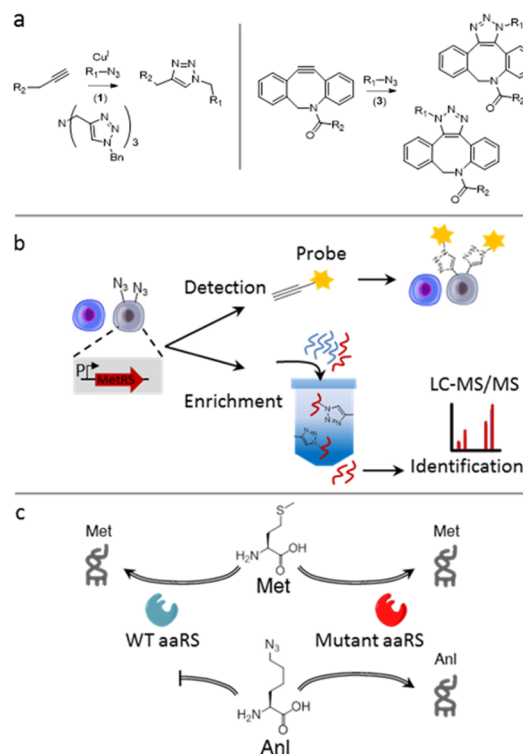 a
Cu^I
R1-N3
(1)
R2
R2
N=N
N
R1
N
N=N
N
Bn
3
R1-N3
(3)
N
O
R2
N=N
N-R1
N
O
R2
R1-N
N=N
N
O
R2
b
N3
N3
Detection
Probe
P
MetRS
Enrichment
N
N=N
LC-MS/MS
Identification
c
Met
S
H2N
OH
O
Met
Met
WT aaRS
Mutant aaRS
N3
H2N
OH
O
Anl
Anl